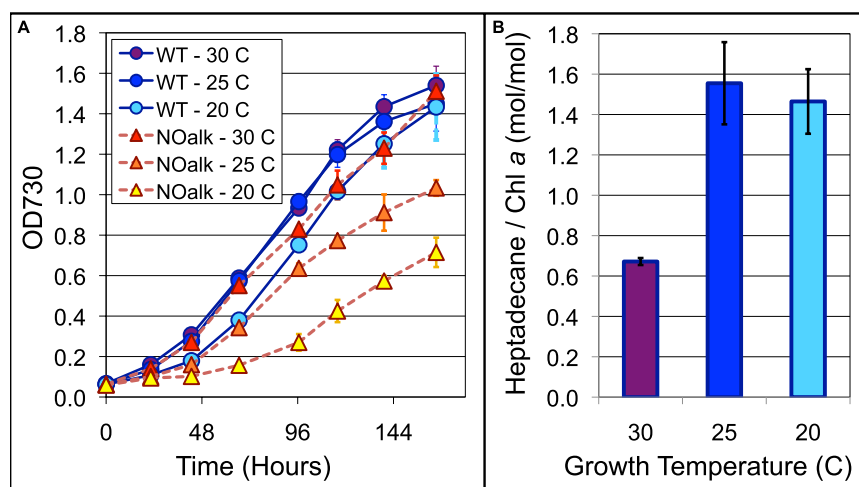 A
OD730
1.8
1.6
1.4
1.2
1.0
0.8
0.6
0.4
0.2
0.0
WT - 30 C
WT - 25 C
WT - 20 C
NOalk - 30 C
NOalk - 25 C
NOalk - 20 C
0 48 96 144
Time (Hours)
B
Heptadecane / Chl a (mol/mol)
1.8
1.6
1.4
1.2
1.0
0.8
0.6
0.4
0.2
0.0
30 25 20
Growth Temperature (C)